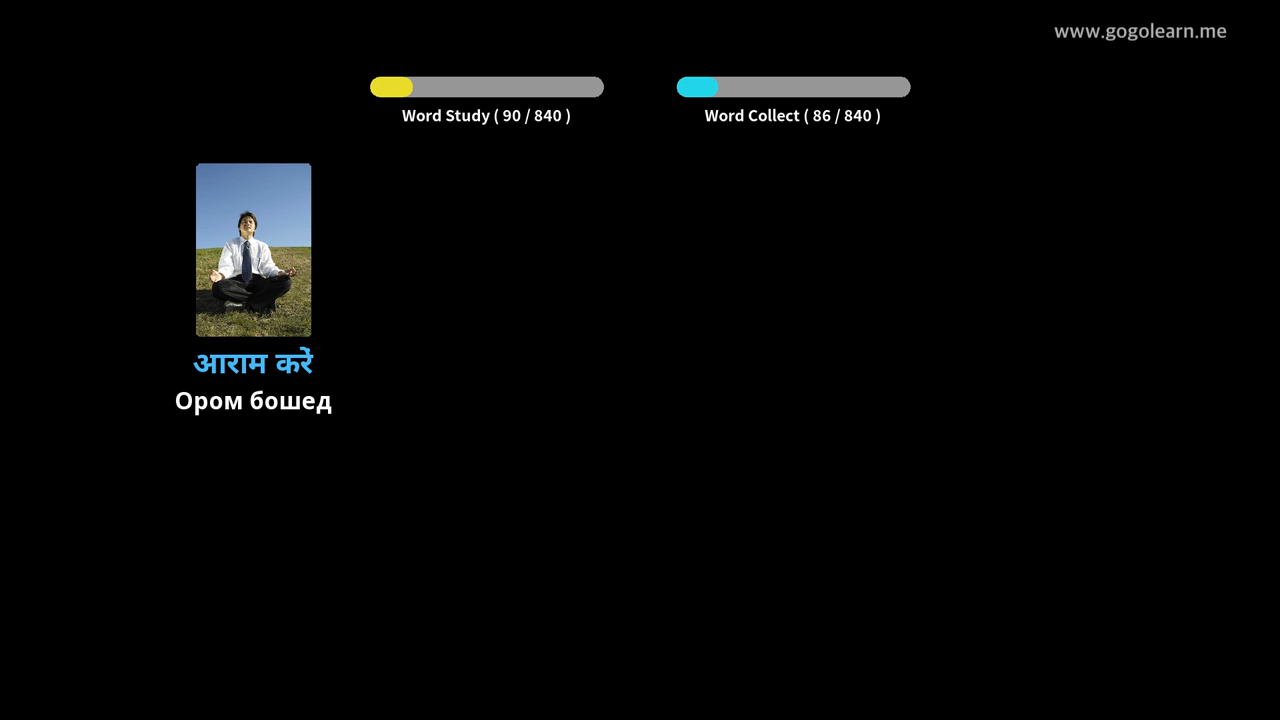 www.gogolearn.me
Word Study ( 90 / 840 )
Word Collect ( 86 / 840 )
आराम करें
Ором бошед